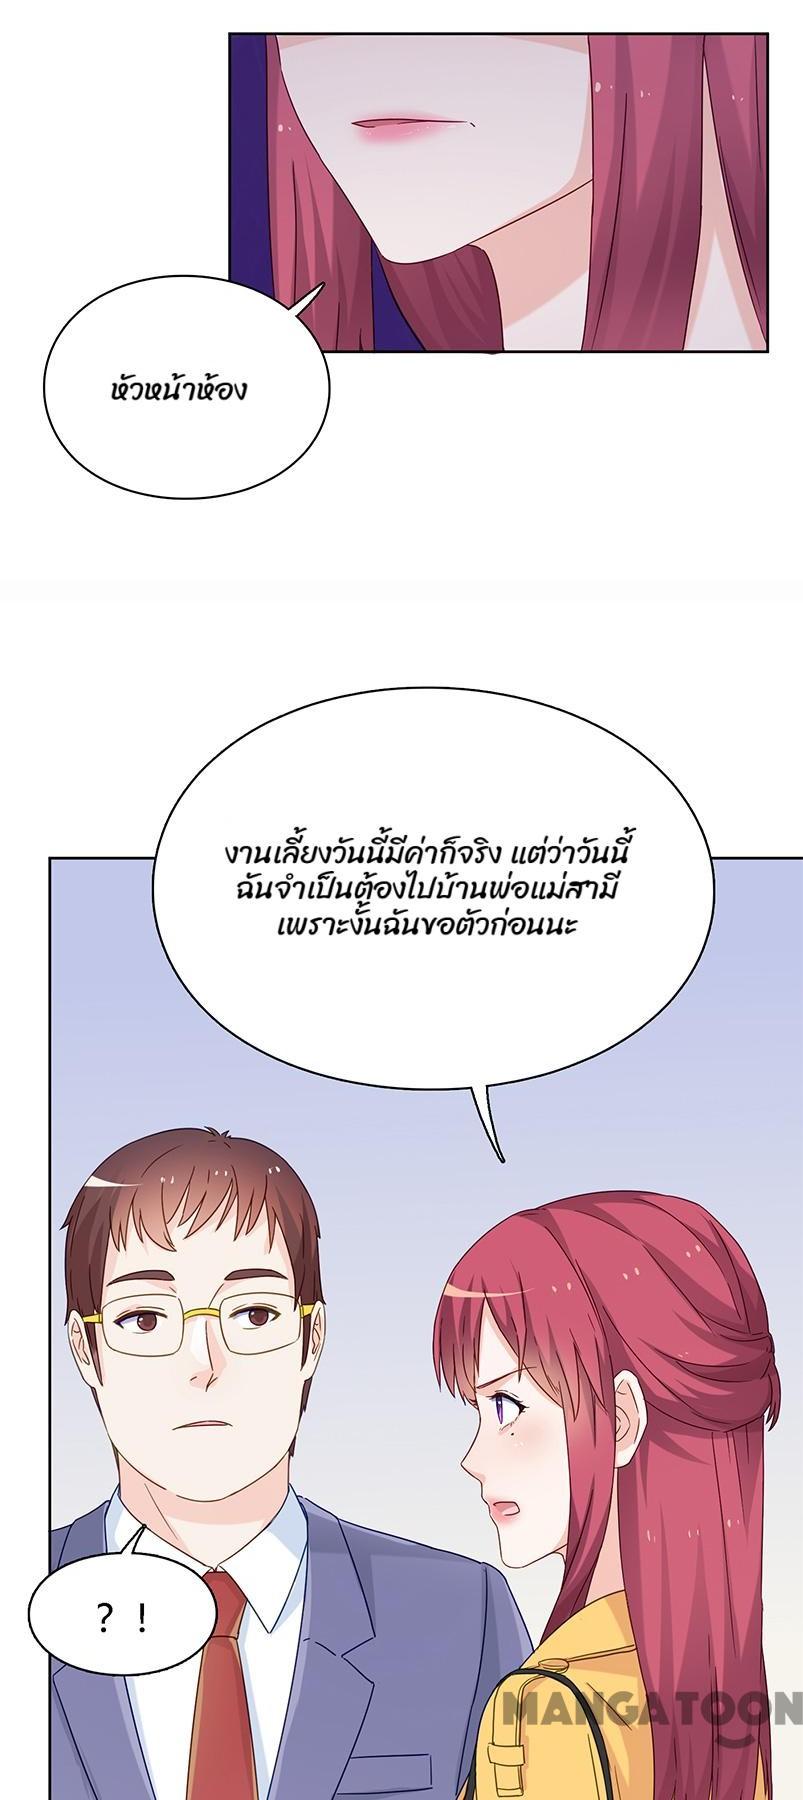 หัวหน้าห้อง
งานเลี้ยงวันนี้มีค่าก็จริง แต่ว่าวันนี้
ฉันจำเป็นต้องไปบ้านพ่อแม่สามี
เพราะงั้นฉันขอตัวก่อนนะ
? !
MANGATOON